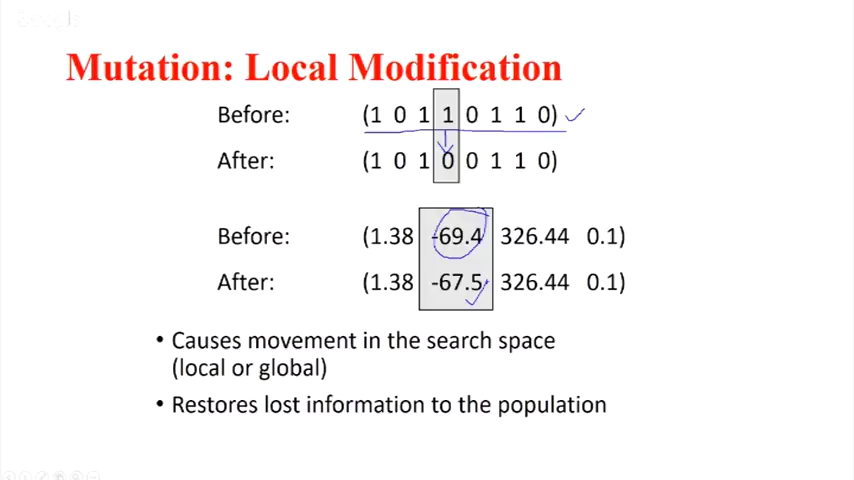 Mutation: Local Modification
Before: (1 0 1 1 0 1 1 0)
After: (1 0 1 0 0 1 1 0)
Before: (1.38 -69.4 326.44 0.1)
After: (1.38 -67.5 326.44 0.1)
• Causes movement in the search space
(local or global)
• Restores lost information to the population